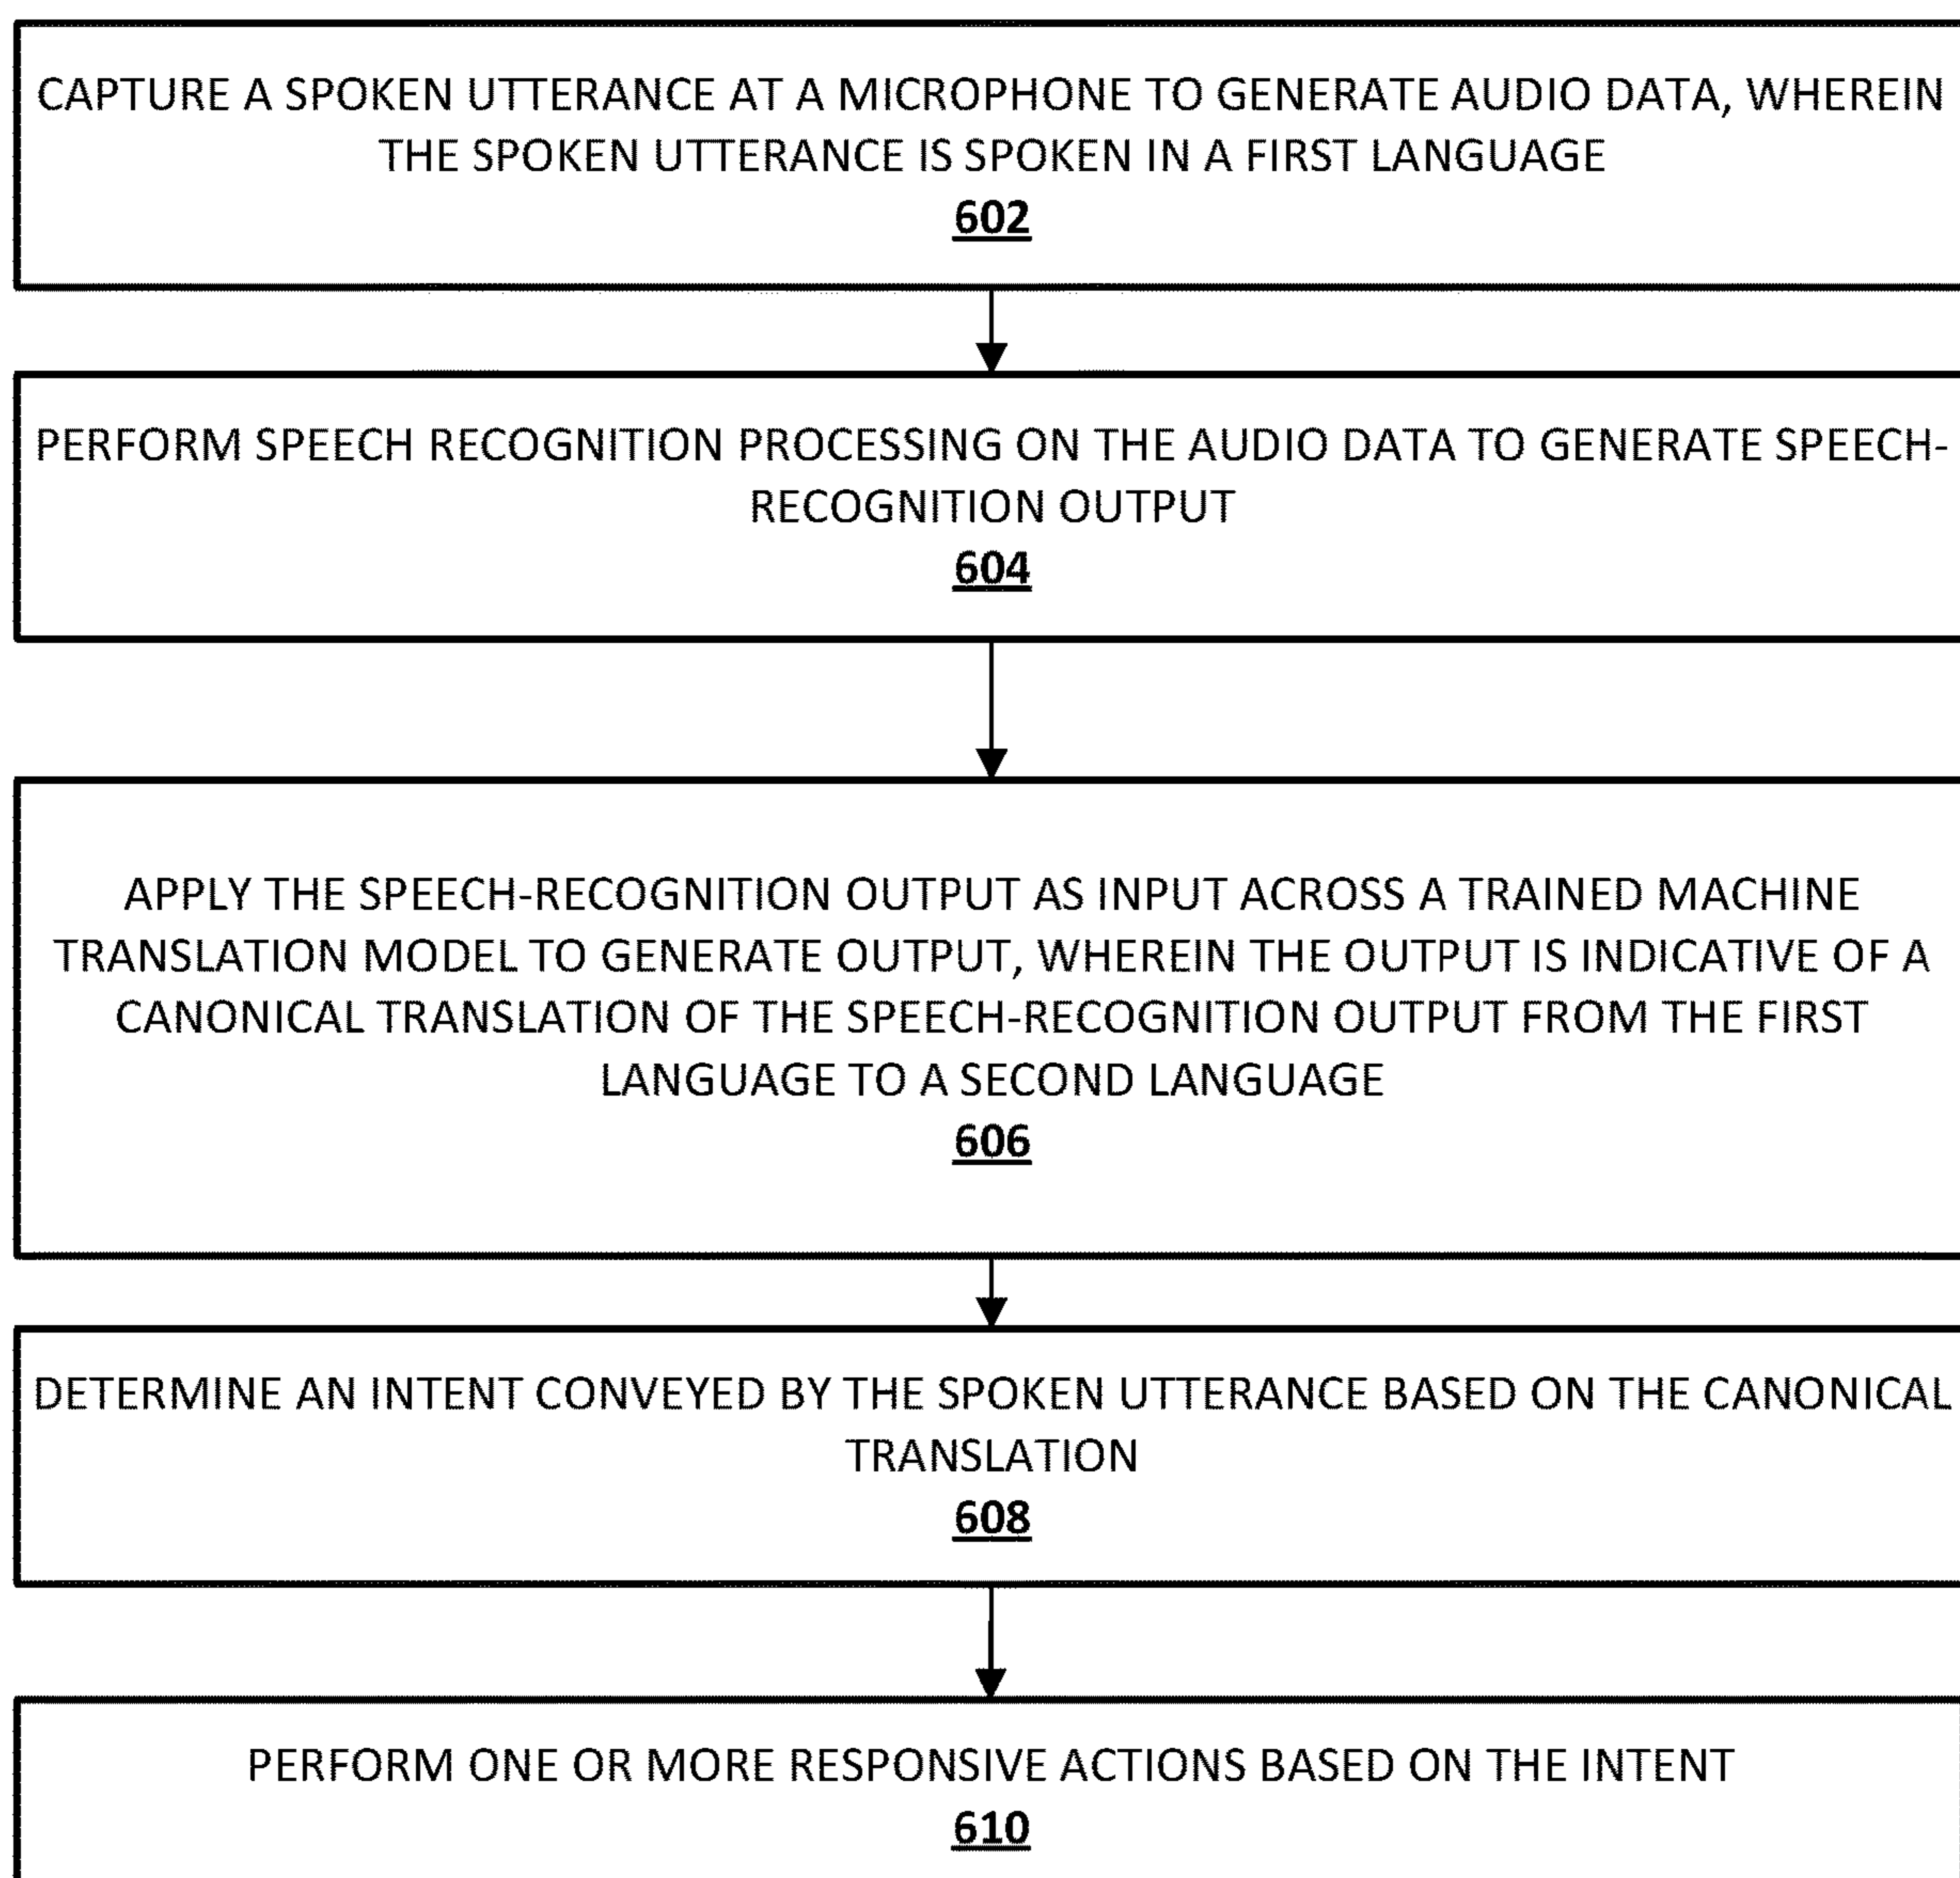 CAPTURE A SPOKEN UTTERANCE AT A MICROPHONE TO GENERATE AUDIO DATA, WHEREIN
THE SPOKEN UTTERANCE IS SPOKEN IN A FIRST LANGUAGE
602
PERFORM SPEECH RECOGNITION PROCESSING ON THE AUDIO DATA TO GENERATE SPEECH-
RECOGNITION OUTPUT
604
APPLY THE SPEECH-RECOGNITION OUTPUT AS INPUT ACROSS A TRAINED MACHINE
TRANSLATION MODEL TO GENERATE OUTPUT, WHEREIN THE OUTPUT IS INDICATIVE OF A
CANONICAL TRANSLATION OF THE SPEECH-RECOGNITION OUTPUT FROM THE FIRST
LANGUAGE TO A SECOND LANGUAGE
606
DETERMINE AN INTENT CONVEYED BY THE SPOKEN UTTERANCE BASED ON THE CANONICAL
TRANSLATION
608
PERFORM ONE OR MORE RESPONSIVE ACTIONS BASED ON THE INTENT
610